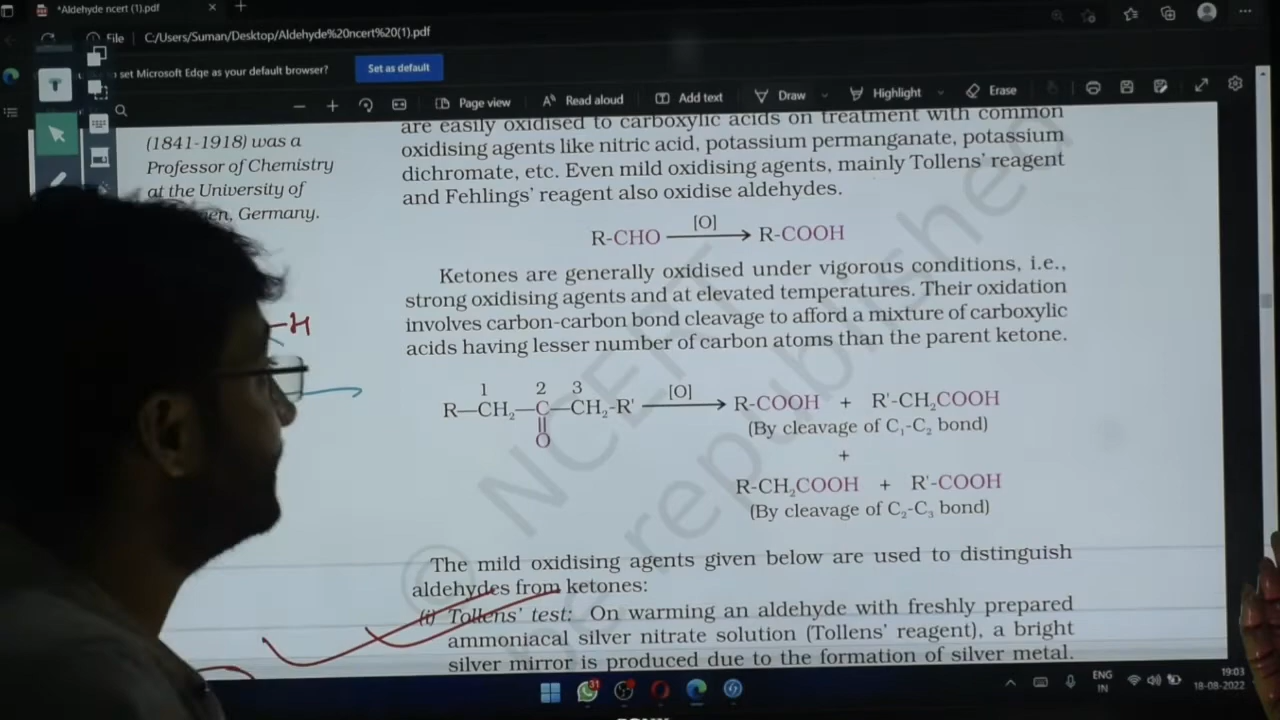 *Aldehyde ncert (1).pdf
File C:/Users/Suman/Desktop/Aldehyde%20ncert%20(1).pdf
set Microsoft Edge as your default browser? Set as default
Page view Read aloud Add text Draw Highlight Erase
(1841-1918) was a
Professor of Chemistry
at the University of
Germany.
are easily oxidised to carboxylic acids on treatment with common
oxidising agents like nitric acid, potassium permanganate, potassium
dichromate, etc. Even mild oxidising agents, mainly Tollens' reagent
and Fehlings' reagent also oxidise aldehydes.
R-CHO [O] → R-COOH
Ketones are generally oxidised under vigorous conditions, i.e.,
strong oxidising agents and at elevated temperatures. Their oxidation
involves carbon-carbon bond cleavage to afford a mixture of carboxylic
acids having lesser number of carbon atoms than the parent ketone.
-H
1 2 3
R—CH₂—C—CH₂-R' [O] → R-COOH + R'-CH₂COOH
O
(By cleavage of C₁-C₂ bond)
+
R-CH₂COOH + R'-COOH
(By cleavage of C₂-C₃ bond)
The mild oxidising agents given below are used to distinguish
aldehydes from ketones:
(i) Tollens' test: On warming an aldehyde with freshly prepared
ammoniacal silver nitrate solution (Tollens' reagent), a bright
silver mirror is produced due to the formation of silver metal.
© NCERT
republished
31
ENG
IN
19:03
18-08-2022